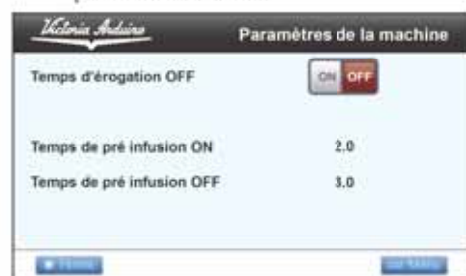 Victoria Arduino
Paramètres de la machine
Temps d'érogation OFF
ON OFF
Temps de pré infusion ON 2.0
Temps de pré infusion OFF 3.0